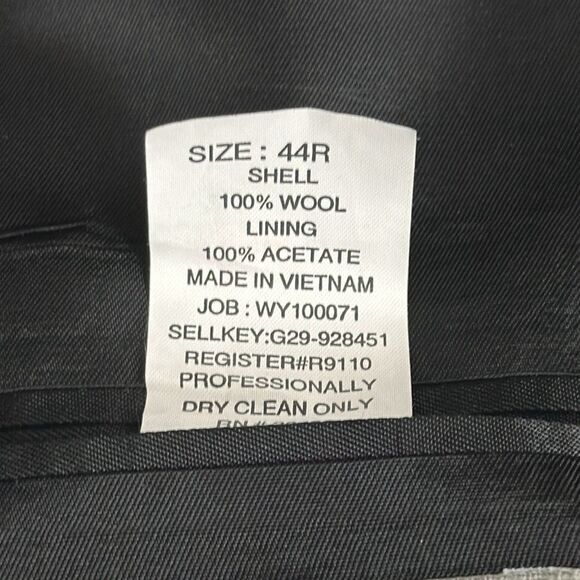 SIZE : 44R
SHELL
100% WOOL
LINING
100% ACETATE
MADE IN VIETNAM
JOB : WY100071
SELLKEY:G29-928451
REGISTER#R9110
PROFESSIONALLY
DRY CLEAN ONLY
RN #